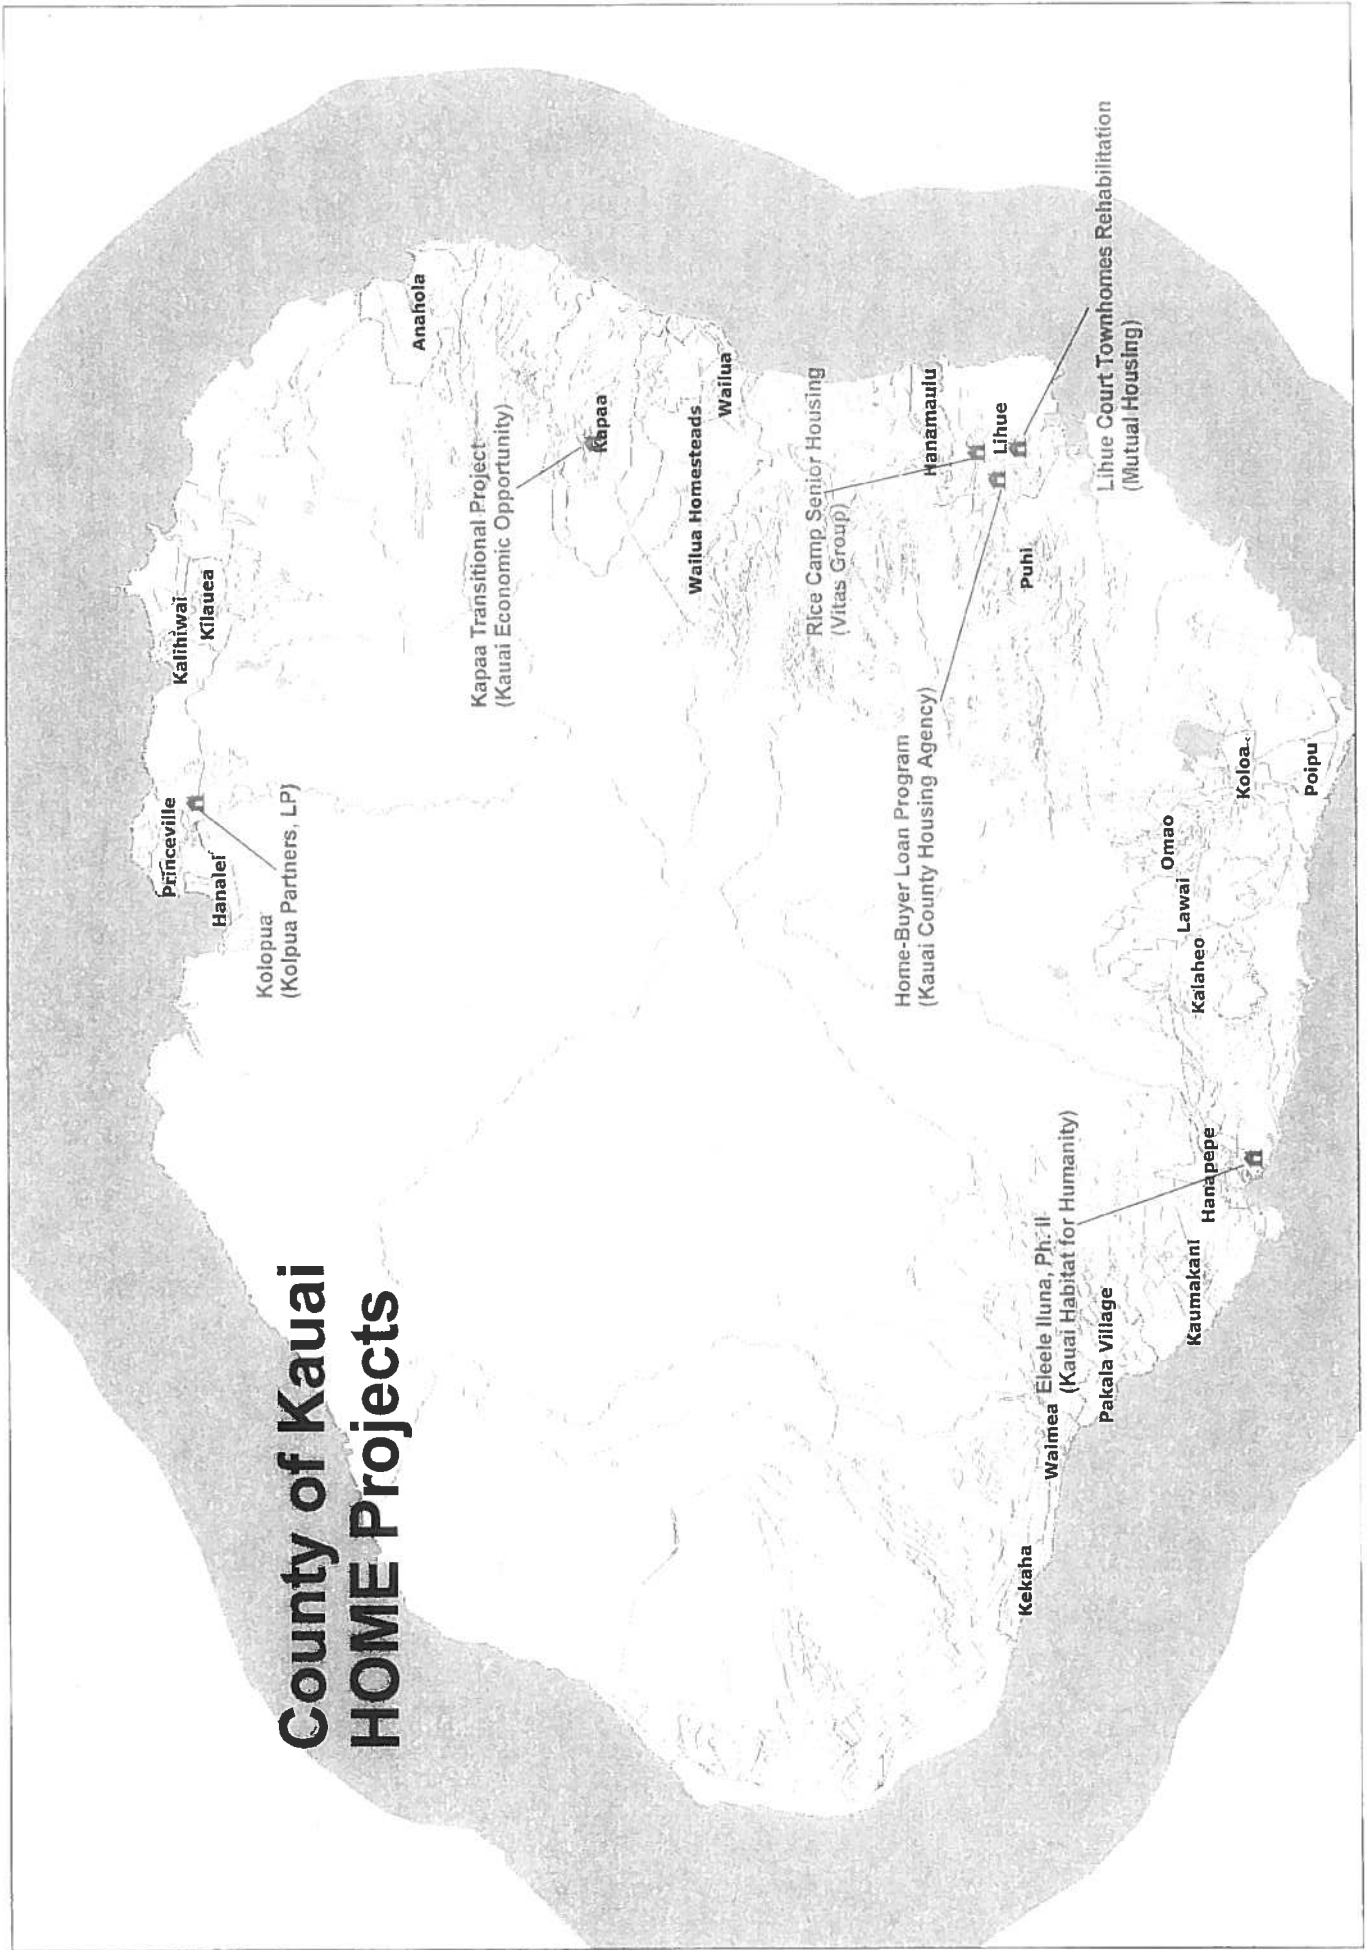 County of Kauai
HOME Projects
Princeville
Hanalei
Kolopua
(Kolpua Partners, LP)
Kalihiwai
Kilauea
Anahola
Kapaa Transitional Project
(Kauai Economic Opportunity)
Kapaa
Wailua Homesteads
Wailua
Rice Camp Senior Housing
(Vitas Group)
Hanamaulu
Home-Buyer Loan Program
(Kauai County Housing Agency)
Lihue
Puhi
Lihue Court Townhomes Rehabilitation
(Mutual Housing)
Kekaha
Waimea
Eleele Iluna, Ph. II
(Kauai Habitat for Humanity)
Pakala Village
Kaumakani
Hanapepe
Kalaheo
Lawai
Omao
Koloa
Poipu